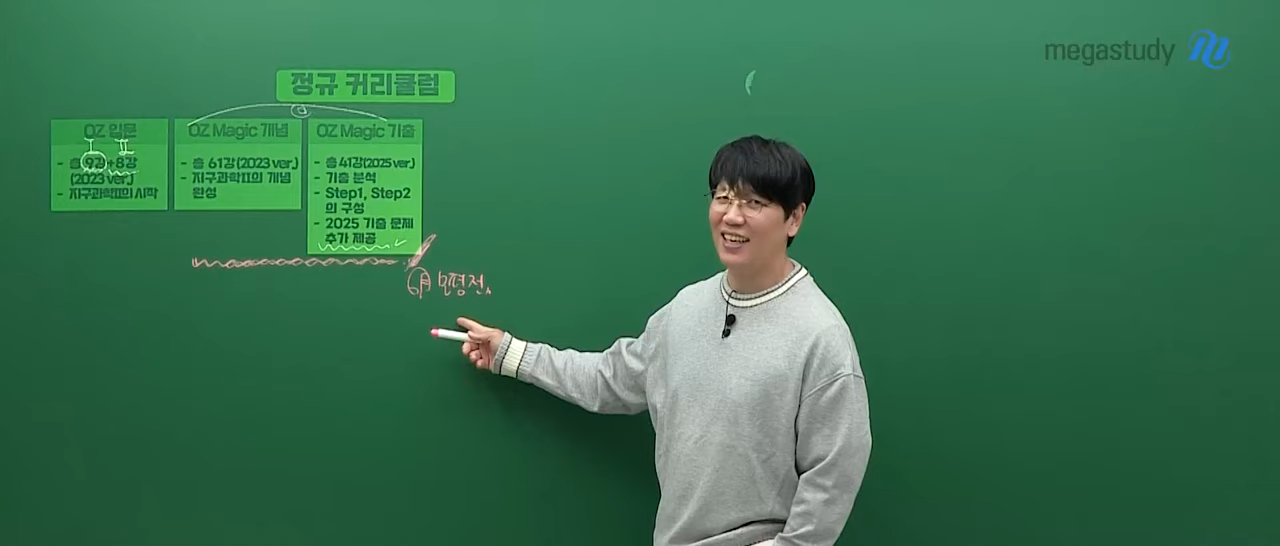 megastudy
정규 커리큘럼
OZ 입문
I II
- 총 9강+8강
(2023 ver.)
- 지구과학II의 시작
OZ Magic 개념
- 총 61강(2023 ver.)
- 지구과학II의 개념
완성
OZ Magic 기출
- 총 41강(2025 ver.)
- 기출 분석
- Step1, Step2
의 구성
- 2025 기출 문제
추가 제공
6月 모평전